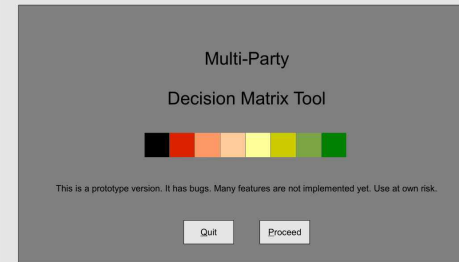 Multi-Party
Decision Matrix Tool
This is a prototype version. It has bugs. Many features are not implemented yet. Use at own risk.
Quit Proceed